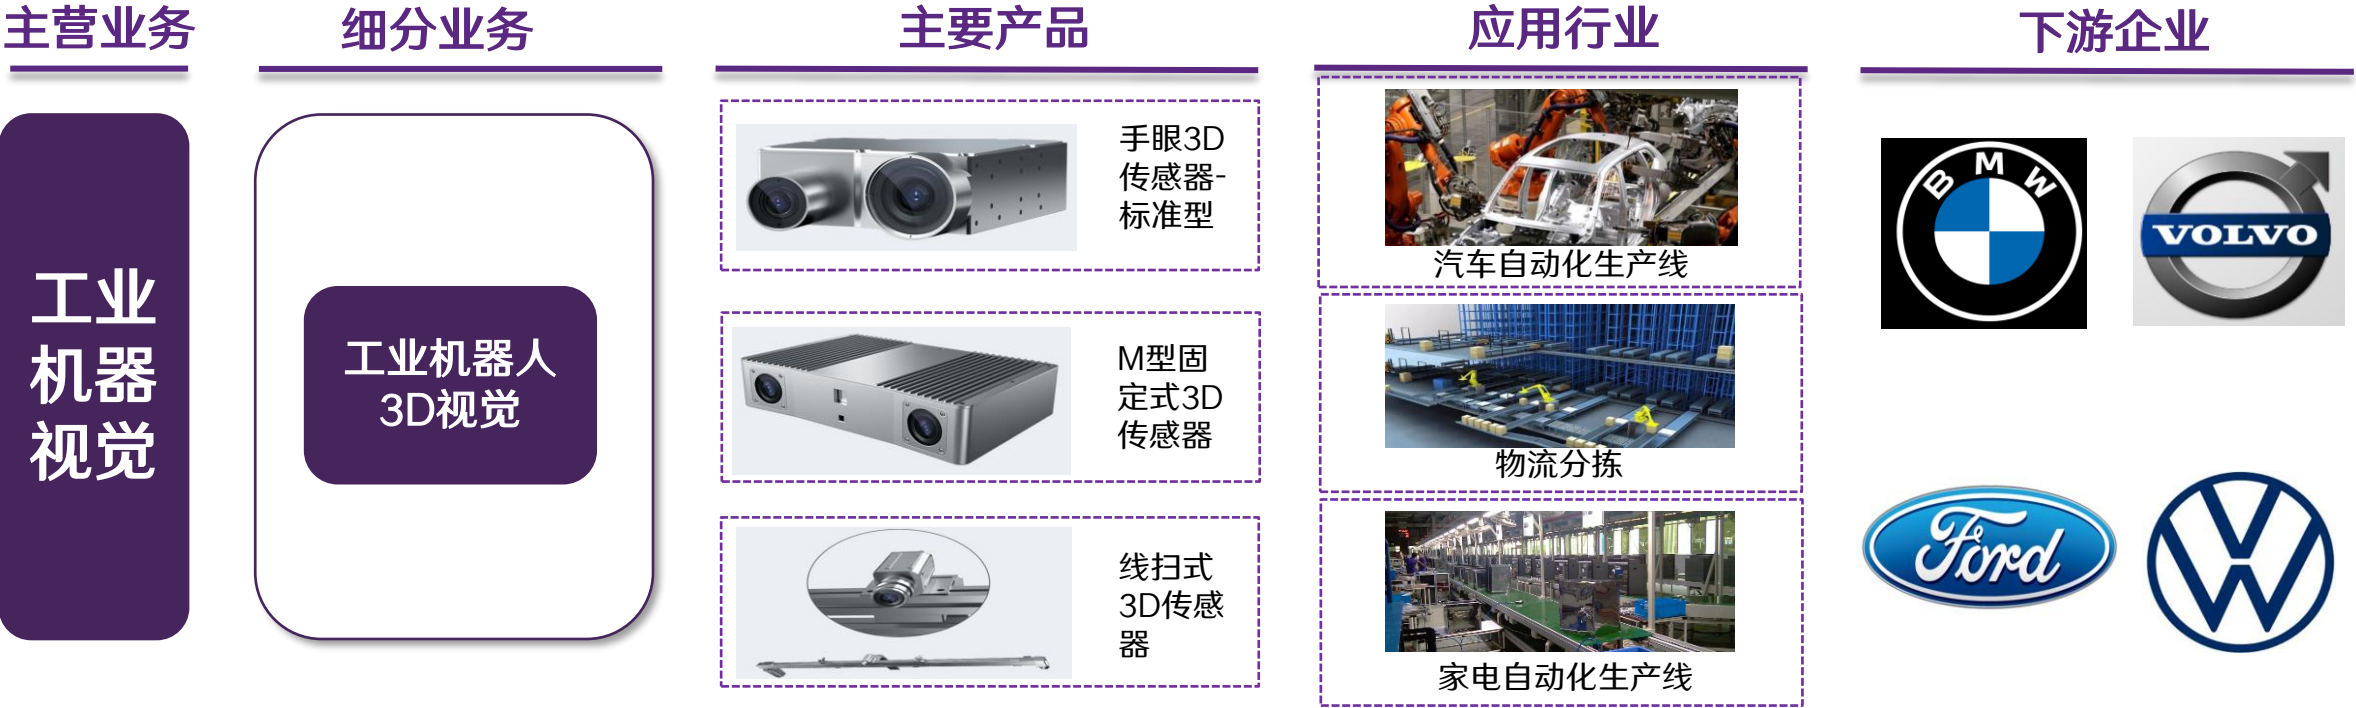 主营业务
细分业务
主要产品
应用行业
下游企业
工业
机器
视觉
工业机器人
3D视觉
手眼3D
传感器-
标准型
M型固
定式3D
传感器
线扫式
3D传感
器
汽车自动化生产线
物流分拣
家电自动化生产线
BMW
VOLVO
Ford